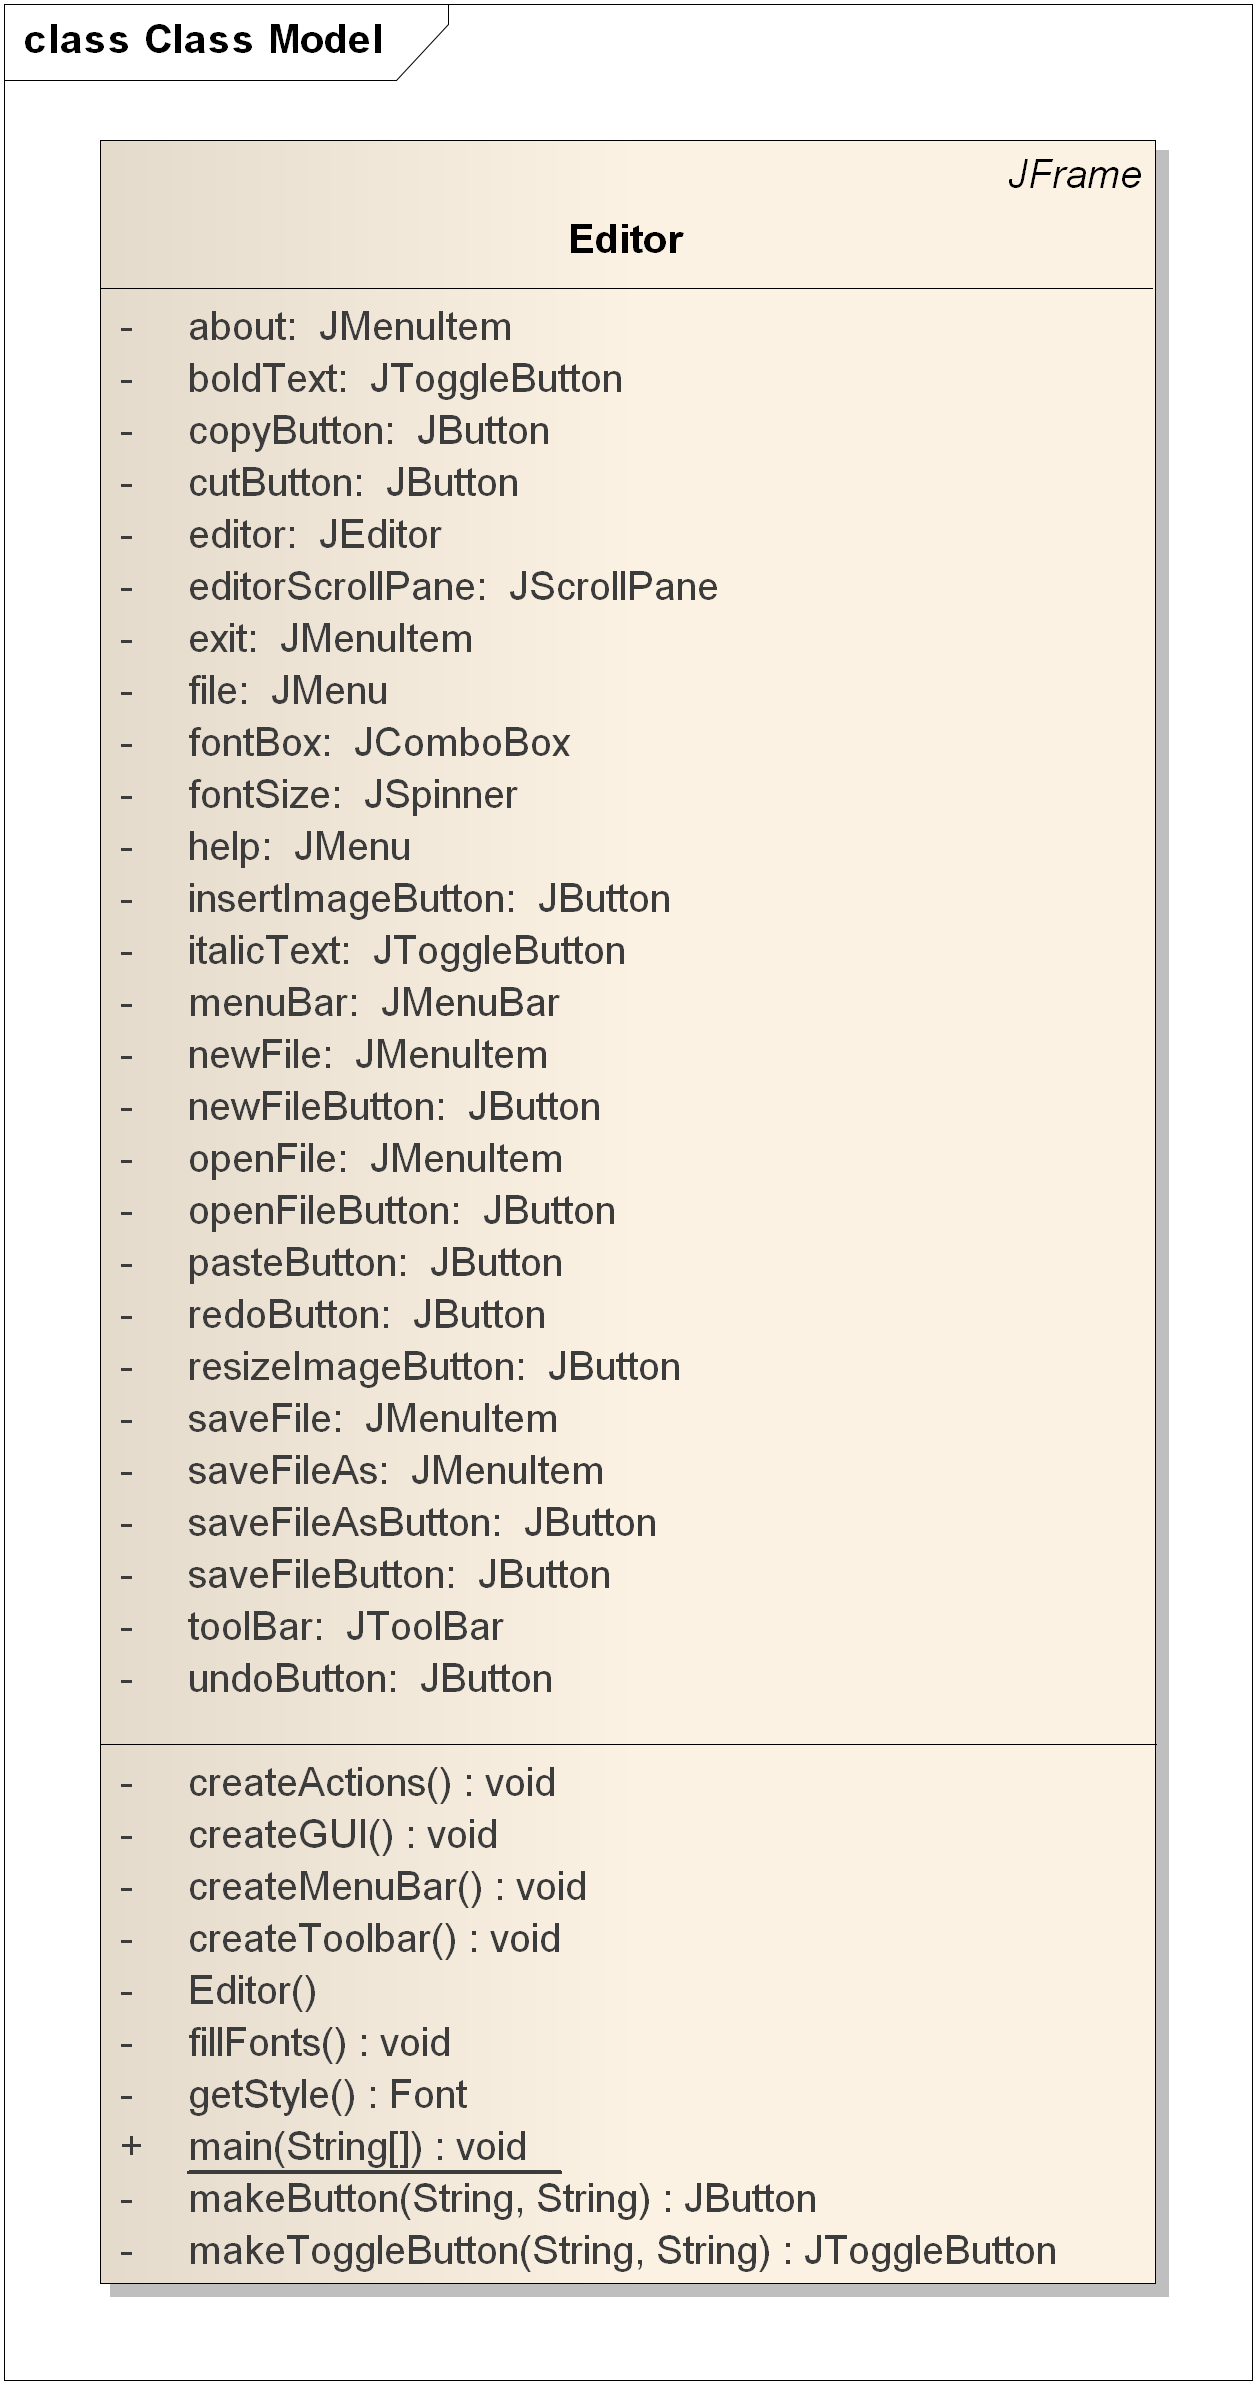 class Class Model
JFrame
Editor
- about: JMenuItem
- boldText: JToggleButton
- copyButton: JButton
- cutButton: JButton
- editor: JEditor
- editorScrollPane: JScrollPane
- exit: JMenuItem
- file: JMenu
- fontBox: JComboBox
- fontSize: JSpinner
- help: JMenu
- insertImageButton: JButton
- italicText: JToggleButton
- menuBar: JMenuBar
- newFile: JMenuItem
- newFileButton: JButton
- openFile: JMenuItem
- openFileButton: JButton
- pasteButton: JButton
- redoButton: JButton
- resizeImageButton: JButton
- saveFile: JMenuItem
- saveFileAs: JMenuItem
- saveFileAsButton: JButton
- saveFileButton: JButton
- toolBar: JToolBar
- undoButton: JButton
- createActions() : void
- createGUI() : void
- createMenuBar() : void
- createToolbar() : void
- Editor()
- fillFonts() : void
- getStyle() : Font
+ main(String[]) : void
- makeButton(String, String) : JButton
- makeToggleButton(String, String) : JToggleButton